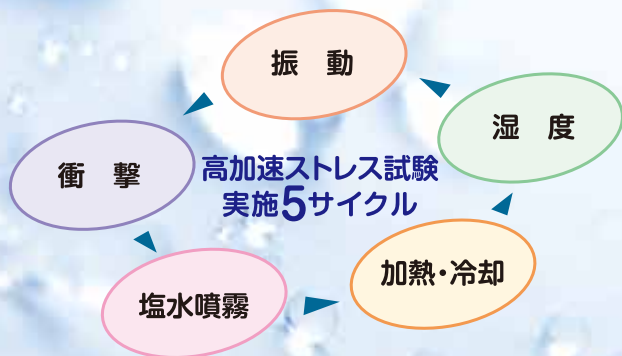 振 動
湿 度
衝 撃
高加速ストレス試験
実施5サイクル
加熱・冷却
塩水噴霧